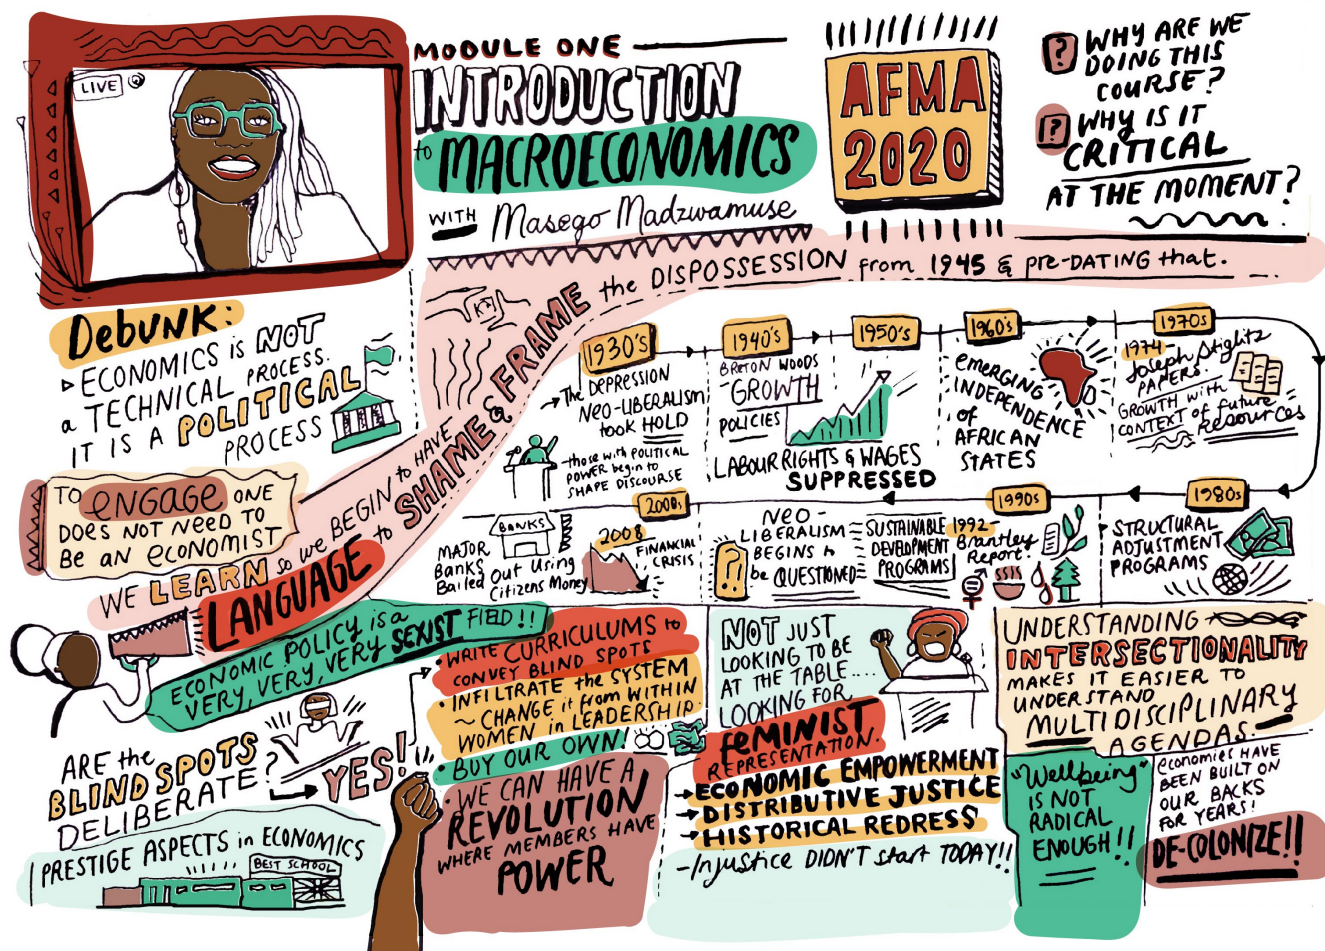 LIVE
MODULE ONE
INTRODUCTION
to MACROECONOMICS
WITH Masego Madzwamuse
AFMA
2020
? WHY ARE WE
DOING THIS
COURSE?
? WHY IS IT
CRITICAL
AT THE MOMENT?
DebUNK:
ECONOMICS is NOT
a TECHNICAL PROCESS.
IT IS A POLITICAL
PROCESS
TO ENGAGE ONE
DOES NOT NEED TO
BE AN ECONOMIST
WE LEARN
LANGUAGE
so we BEGIN to HAVE
to SHAME & FRAME
the DISPOSSESSION from 1945 & PRE-DATING that.
1930's
The DEPRESSION
NEO-LIBERALISM
took HOLD
those with POLITICAL
POWER begin to
SHAPE DISCOURSE
1940's
BRETON WOODS
GROWTH
POLICIES
1950's
LABOUR RIGHTS & WAGES
SUPPRESSED
1960's
EMERGING
INDEPENDENCE
of
AFRICAN
STATES
1970s
1974
Joseph Stiglitz
PAPERS.
GROWTH with
CONTEXT of future
Resources
1980s
STRUCTURAL
ADJUSTMENT
PROGRAMS
1990s
1992-
Brantley
Report.
SUSTAINABLE
DEVELOPMENT
PROGRAMS
NEO-
LIBERALISM
BEGINS to
be QUESTIONED
?
2000s
2008
FINANCIAL
CRISIS
BANKS
MAJOR
BANKS
Bailed Out Using
Citizens Money
ECONOMIC POLICY is a
VERY, VERY, VERY SEXIST FIELD!!
ARE the
BLIND SPOTS
DELIBERATE?
YES!
PRESTIGE ASPECTS in ECONOMICS
BEST SCHOOL
• WRITE CURRICULUMS to
CONVEY BLIND SPOTS
• INFILTRATE the SYSTEM
~ CHANGE it from WITHIN
WOMEN in LEADERSHIP.
• BUY OUR OWN!
• WE CAN HAVE A
REVOLUTION
WHERE MEMBERS HAVE
POWER
NOT JUST
LOOKING TO BE
AT THE TABLE....
LOOKING FOR
feMINIST
REPRESENTATION.
ECONOMIC EMPOWERMENT
DISTRIBUTIVE JUSTICE
HISTORICAL REDRESS
- Injustice DIDN'T start TODAY!!
UNDERSTANDING
INTERSECTIONALITY
MAKES IT EASIER TO
UNDERSTAND
MULTIDISCIPLINARY
AGENDAS.
"Wellbeing"
IS NOT
RADICAL
ENOUGH!!
economies HAVE
BEEN BUILT ON
OUR BACKS
FOR YEARS!
DE-COLONIZE!!